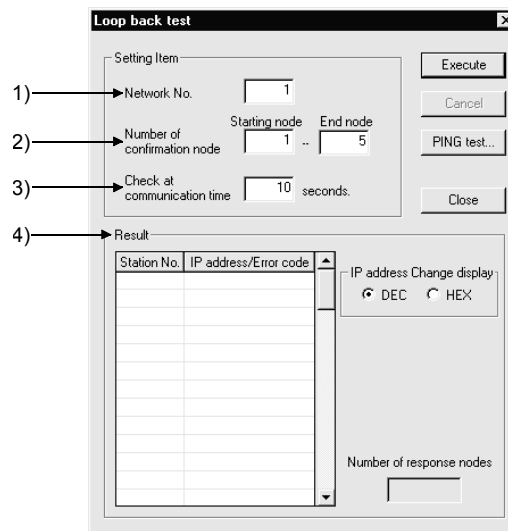 Loop back test
Setting Item
Execute
1)
Network No.
1
Cancel
Starting node End node
2)
Number of
confirmation node
1 .. 5
PING test...
3)
Check at
communication time
10 seconds.
Close
4)
Result
Station No. IP address/Error code
IP address Change display
DEC HEX
Number of response nodes